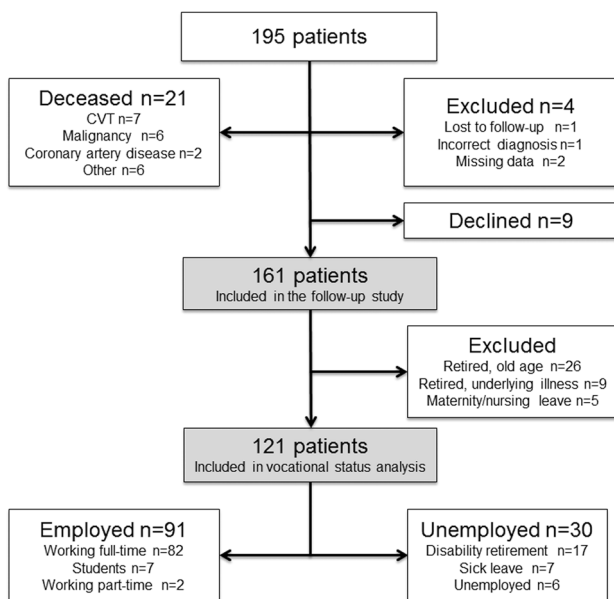 195 patients
Deceased n=21
CVT n=7
Malignancy n=6
Coronary artery disease n=2
Other n=6
Excluded n=4
Lost to follow-up n=1
Incorrect diagnosis n=1
Missing data n=2
Declined n=9
161 patients
Included in the follow-up study
Excluded
Retired, old age n=26
Retired, underlying illness n=9
Maternity/nursing leave n=5
121 patients
Included in vocational status analysis
Employed n=91
Working full-time n=82
Students n=7
Working part-time n=2
Unemployed n=30
Disability retirement n=17
Sick leave n=7
Unemployed n=6